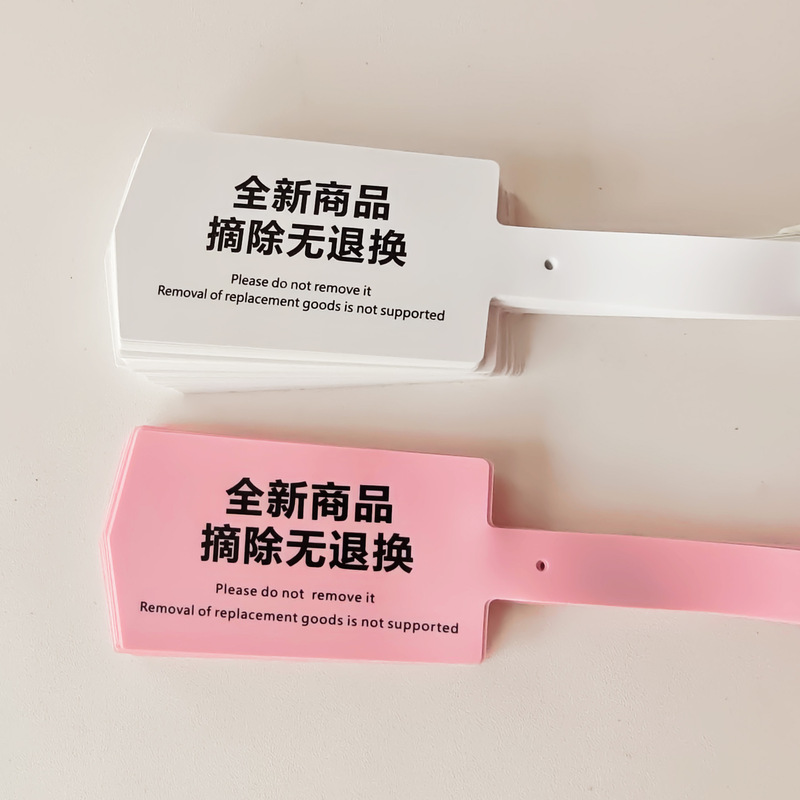 全新商品
摘除无退换
Please do not remove it
Removal of replacement goods is not supported
全新商品
摘除无退换
Please do not remove it
Removal of replacement goods is not supported